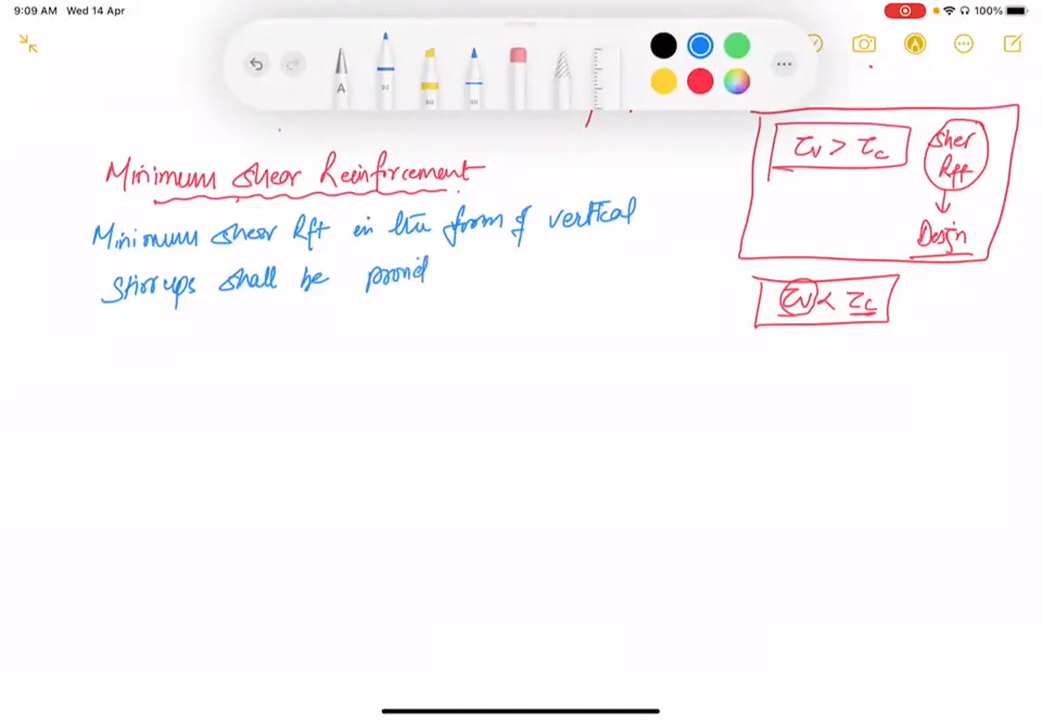 9:09 AM Wed 14 Apr
100%
A
Minimum shear Reinforcement
Minimum shear Rft in the form of vertical
stirrups shall be provid
τv > τc
Sher
Rft
Design
τv < τc